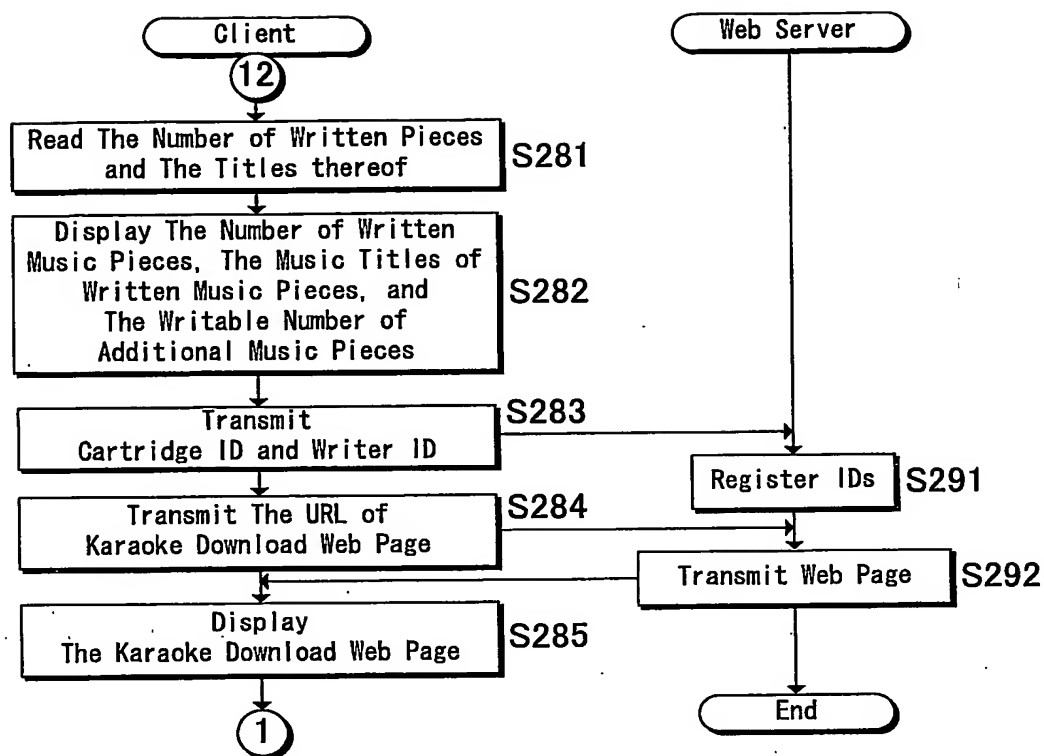 Client
Web Server
12
Read The Number of Written Pieces
and The Titles thereof
S281
Display The Number of Written
Music Pieces, The Music Titles of
Written Music Pieces, and
The Writable Number of
Additional Music Pieces
S282
Transmit
Cartridge ID and Writer ID
S283
Register IDs
S291
Transmit The URL of
Karaoke Download Web Page
S284
Transmit Web Page
S292
Display
The Karaoke Download Web Page
S285
End
1